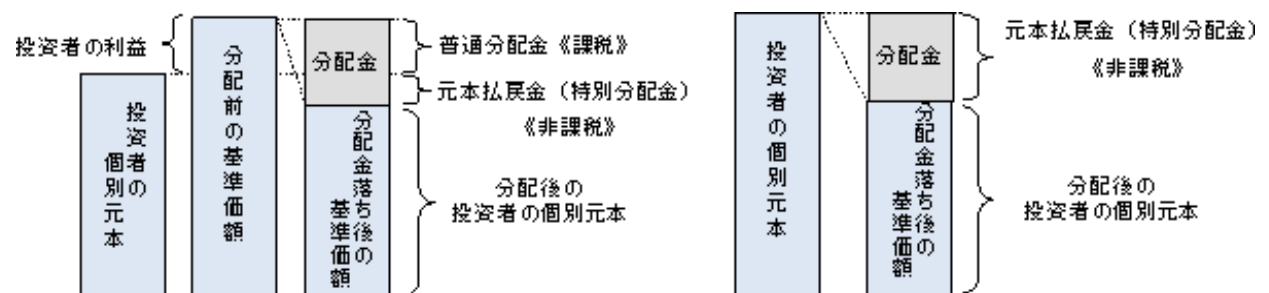 投資者の利益
投資者の
個別元本
分配前の基準価額
分配金
分配金落ち後の
基準価額
普通分配金《課税》
元本払戻金（特別分配金）
《非課税》
分配後の
投資者の個別元本
投資者の個別元本
分配金
分配金落ち後の
基準価額
元本払戻金（特別分配金）
《非課税》
分配後の
投資者の個別元本